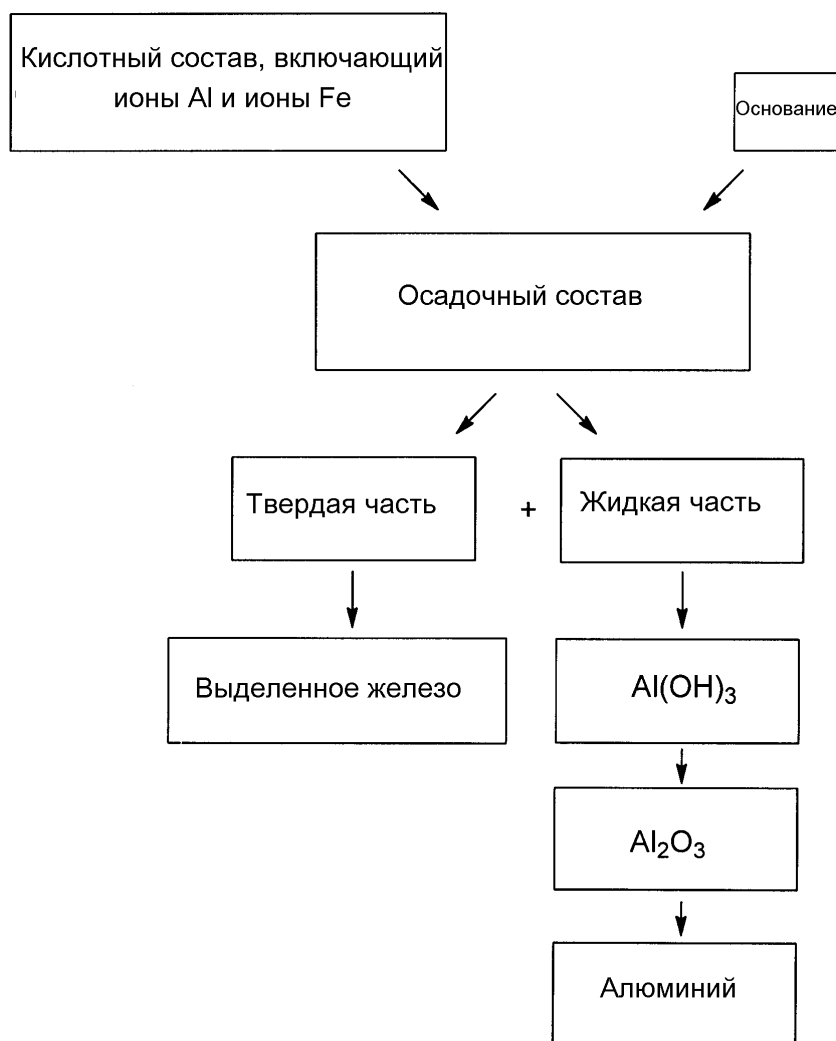 Кислотный состав, включающий
ионы Al и ионы Fe
Основание
Осадочный состав
Твердая часть
+
Жидкая часть
Выделенное железо
Al(OH)₃
Al₂O₃
Алюминий